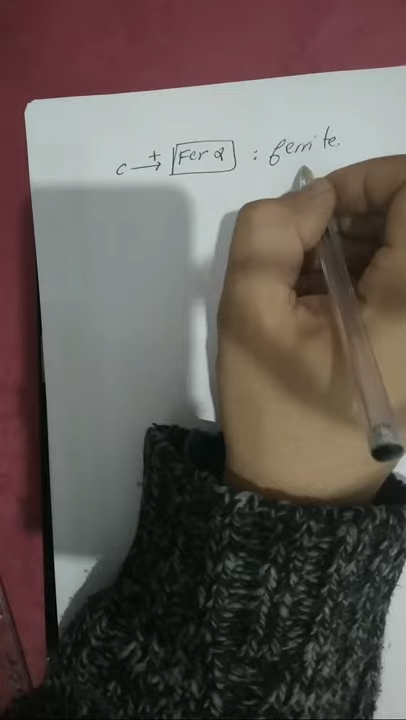 C + → Fer α : ferrite